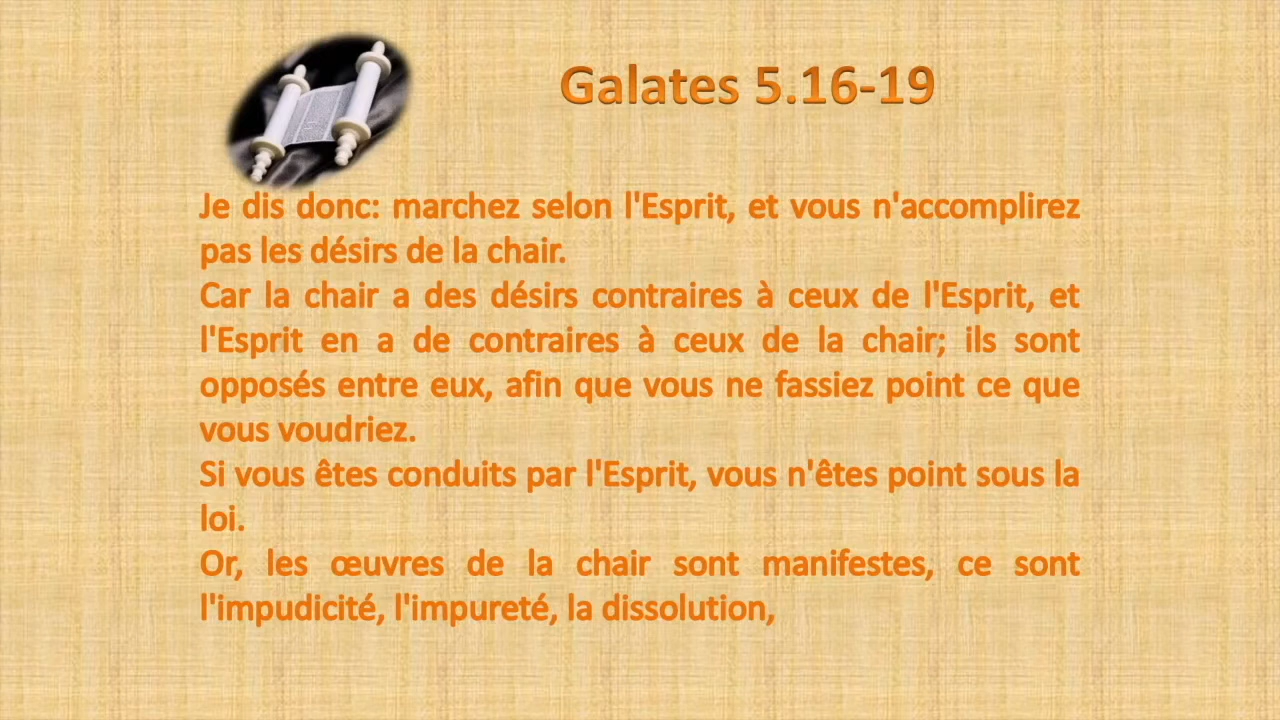 Galates 5.16-19
Je dis donc: marchez selon l'Esprit, et vous n'accomplirez
pas les désirs de la chair.
Car la chair a des désirs contraires à ceux de l'Esprit, et
l'Esprit en a de contraires à ceux de la chair; ils sont
opposés entre eux, afin que vous ne fassiez point ce que
vous voudriez.
Si vous êtes conduits par l'Esprit, vous n'êtes point sous la
loi.
Or, les œuvres de la chair sont manifestes, ce sont
l'impudicité, l'impureté, la dissolution,